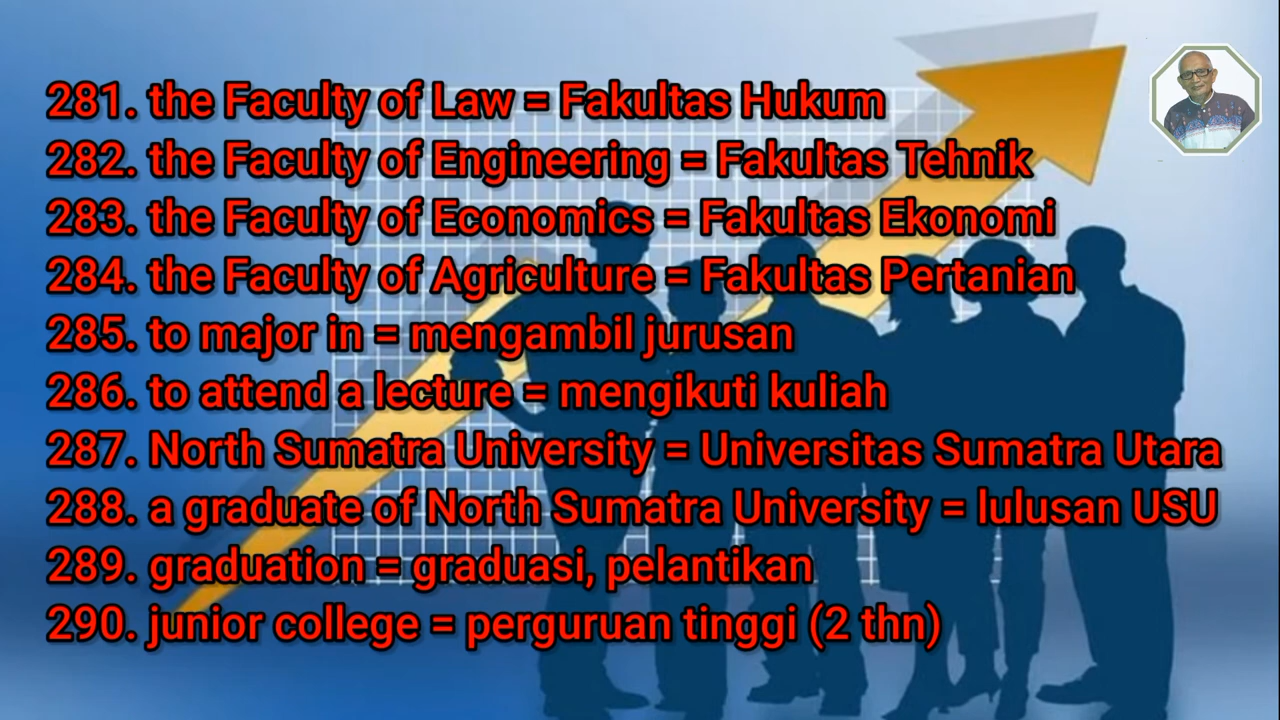 281. the Faculty of Law = Fakultas Hukum
282. the Faculty of Engineering = Fakultas Tehnik
283. the Faculty of Economics = Fakultas Ekonomi
284. the Faculty of Agriculture = Fakultas Pertanian
285. to major in = mengambil jurusan
286. to attend a lecture = mengikuti kuliah
287. North Sumatra University = Universitas Sumatra Utara
288. a graduate of North Sumatra University = lulusan USU
289. graduation = graduasi, pelantikan
290. junior college = perguruan tinggi (2 thn)